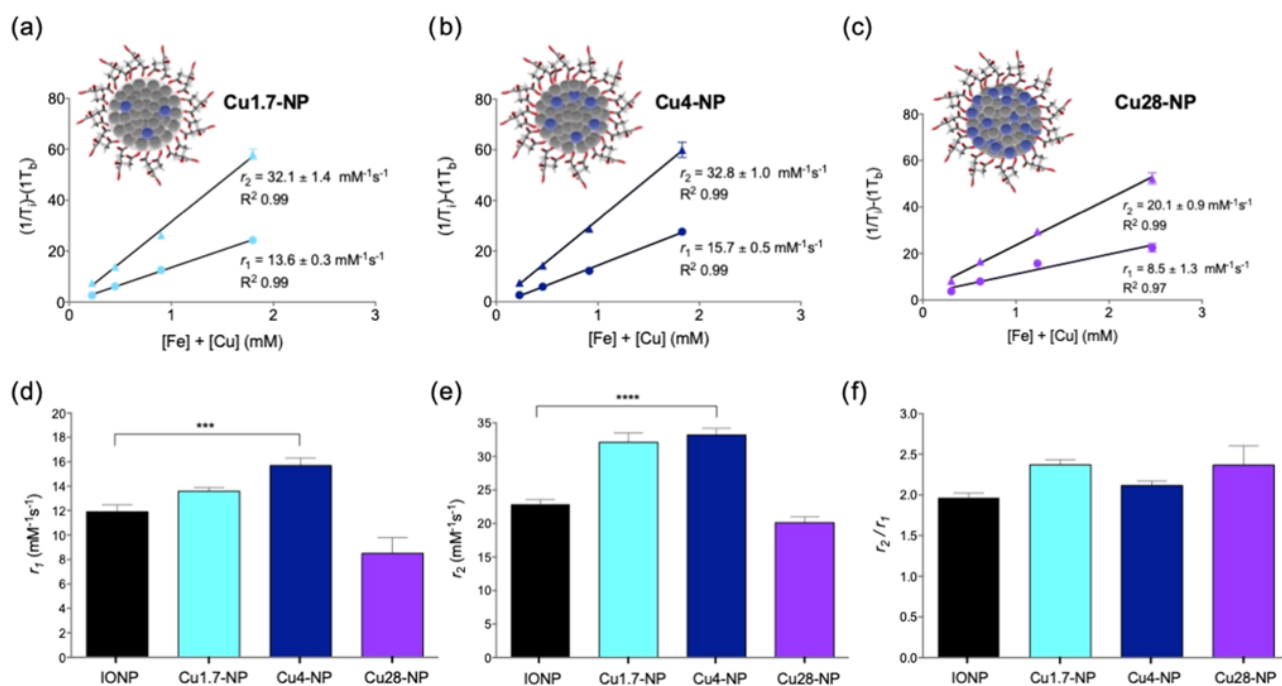 (a)
Cu1.7-NP
80
60
40
20
0
(1/Tᵢ)-(1T_b)
r₂ = 32.1 ± 1.4 mM⁻¹s⁻¹
R² 0.99
r₁ = 13.6 ± 0.3 mM⁻¹s⁻¹
R² 0.99
0 1 2 3
[Fe] + [Cu] (mM)
(b)
Cu4-NP
80
60
40
20
0
(1/Tᵢ)-(1T_b)
r₂ = 32.8 ± 1.0 mM⁻¹s⁻¹
R² 0.99
r₁ = 15.7 ± 0.5 mM⁻¹s⁻¹
R² 0.99
0 1 2 3
[Fe] + [Cu] (mM)
(c)
Cu28-NP
80
60
40
20
0
(1/Tᵢ)-(1T_b)
r₂ = 20.1 ± 0.9 mM⁻¹s⁻¹
R² 0.99
r₁ = 8.5 ± 1.3 mM⁻¹s⁻¹
R² 0.97
0 1 2 3
[Fe] + [Cu] (mM)
(d)
20
18
16
14
12
10
8
6
4
2
0
r₁ (mM⁻¹s⁻¹)
***
IONP Cu1.7-NP Cu4-NP Cu28-NP
(e)
35
30
25
20
15
10
5
0
r₂ (mM⁻¹s⁻¹)
****
IONP Cu1.7-NP Cu4-NP Cu28-NP
(f)
3.0
2.5
2.0
1.5
1.0
0.5
0.0
r₂ / r₁
IONP Cu1.7-NP Cu4-NP Cu28-NP